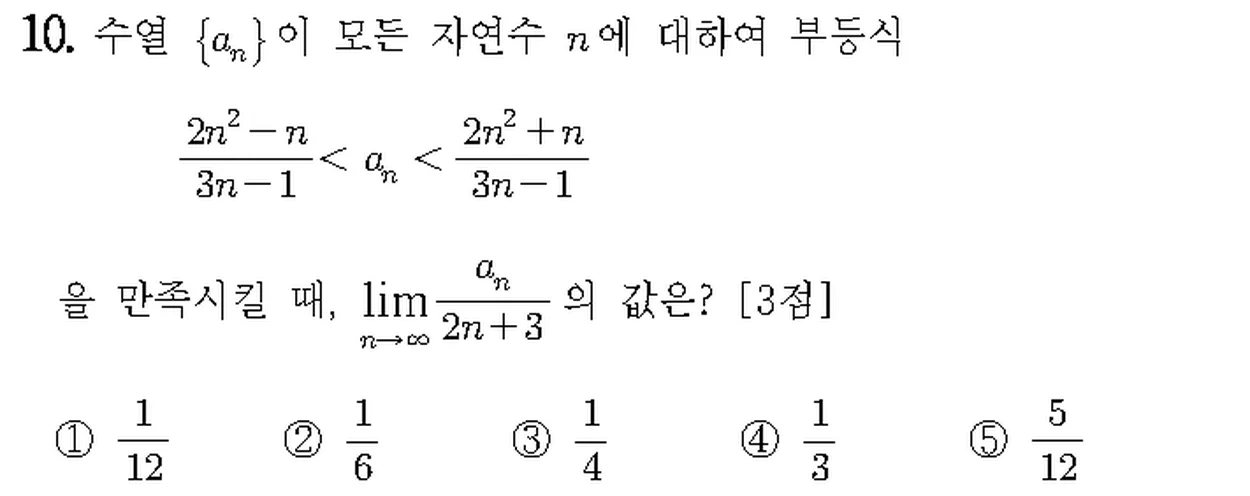 10. 수열 {aₙ}이 모든 자연수 n에 대하여 부등식
(2n² − n)/(3n − 1) < aₙ < (2n² + n)/(3n − 1)
을 만족시킬 때, lim_{n→∞} aₙ/(2n + 3) 의 값은? [3점]
① 1/12 ② 1/6 ③ 1/4 ④ 1/3 ⑤ 5/12